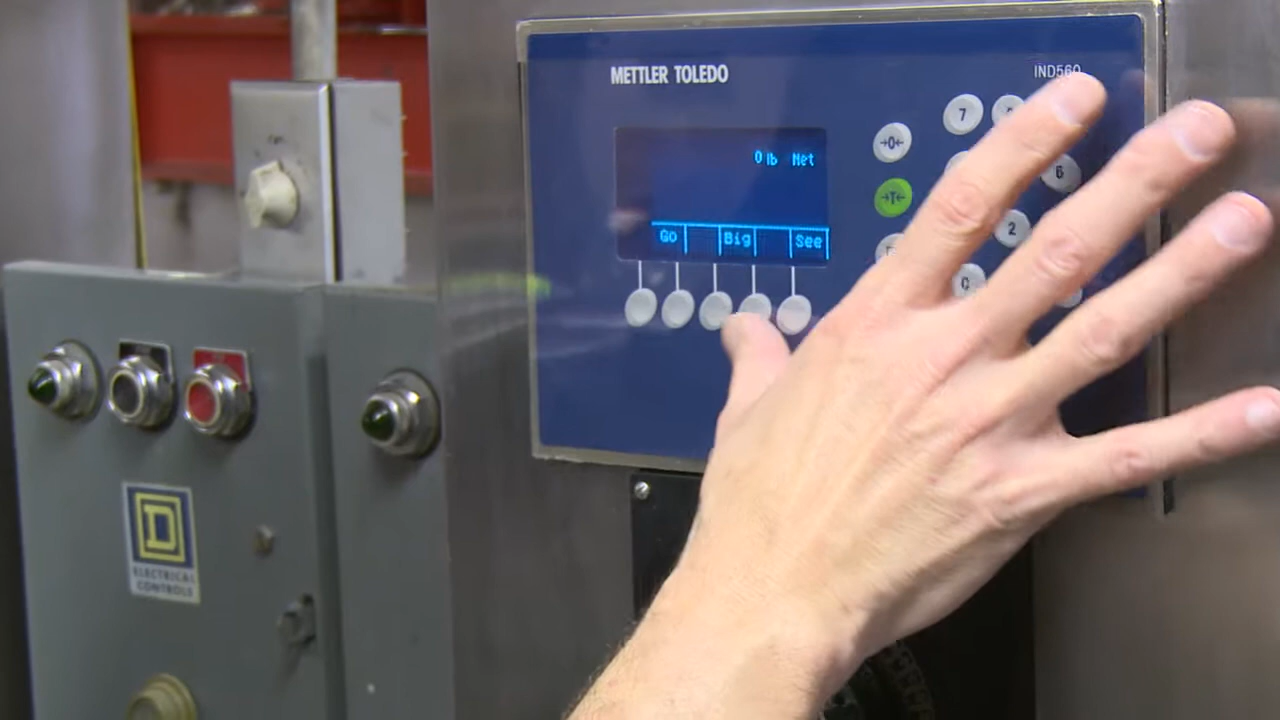 METTLER TOLEDO
IND560
0 lb Net
Go Big See
→0←
→T←
7
6
2
C
D
ELECTRICAL
CONTROLS